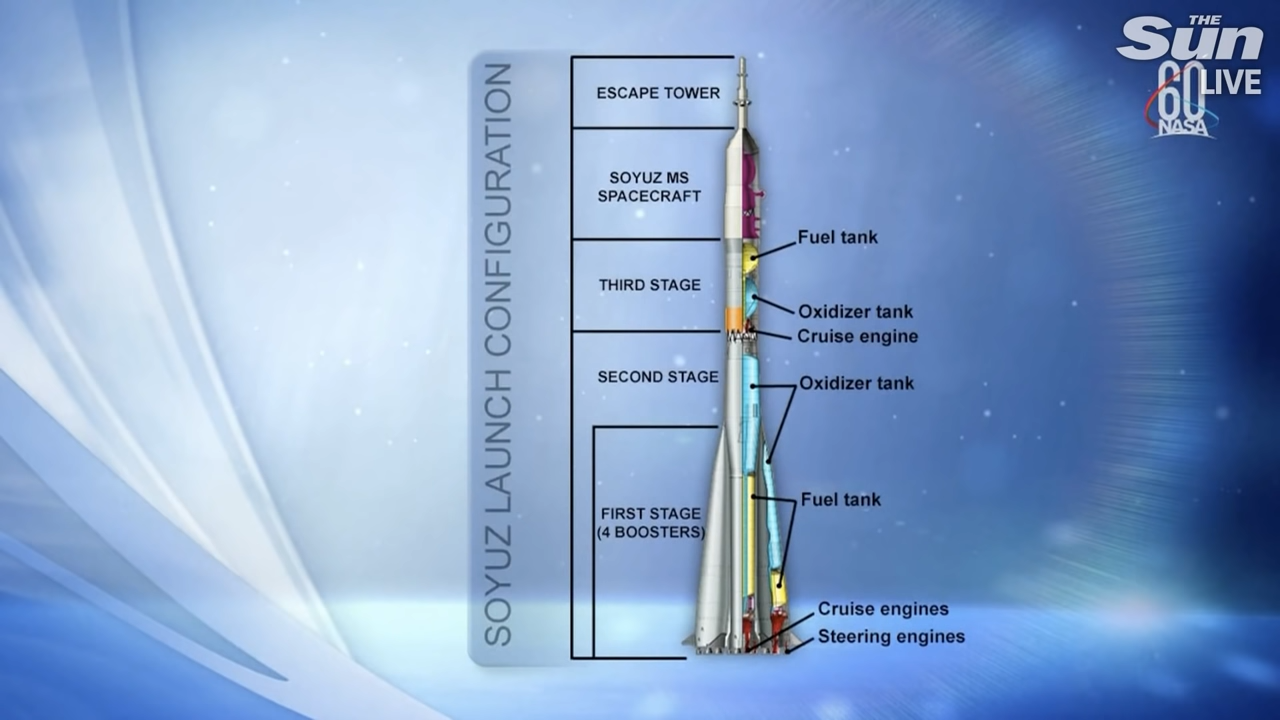 THE
Sun
LIVE
60
NASA
SOYUZ LAUNCH CONFIGURATION
ESCAPE TOWER
SOYUZ MS
SPACECRAFT
THIRD STAGE
SECOND STAGE
FIRST STAGE
(4 BOOSTERS)
Fuel tank
Oxidizer tank
Cruise engine
Oxidizer tank
Fuel tank
Cruise engines
Steering engines